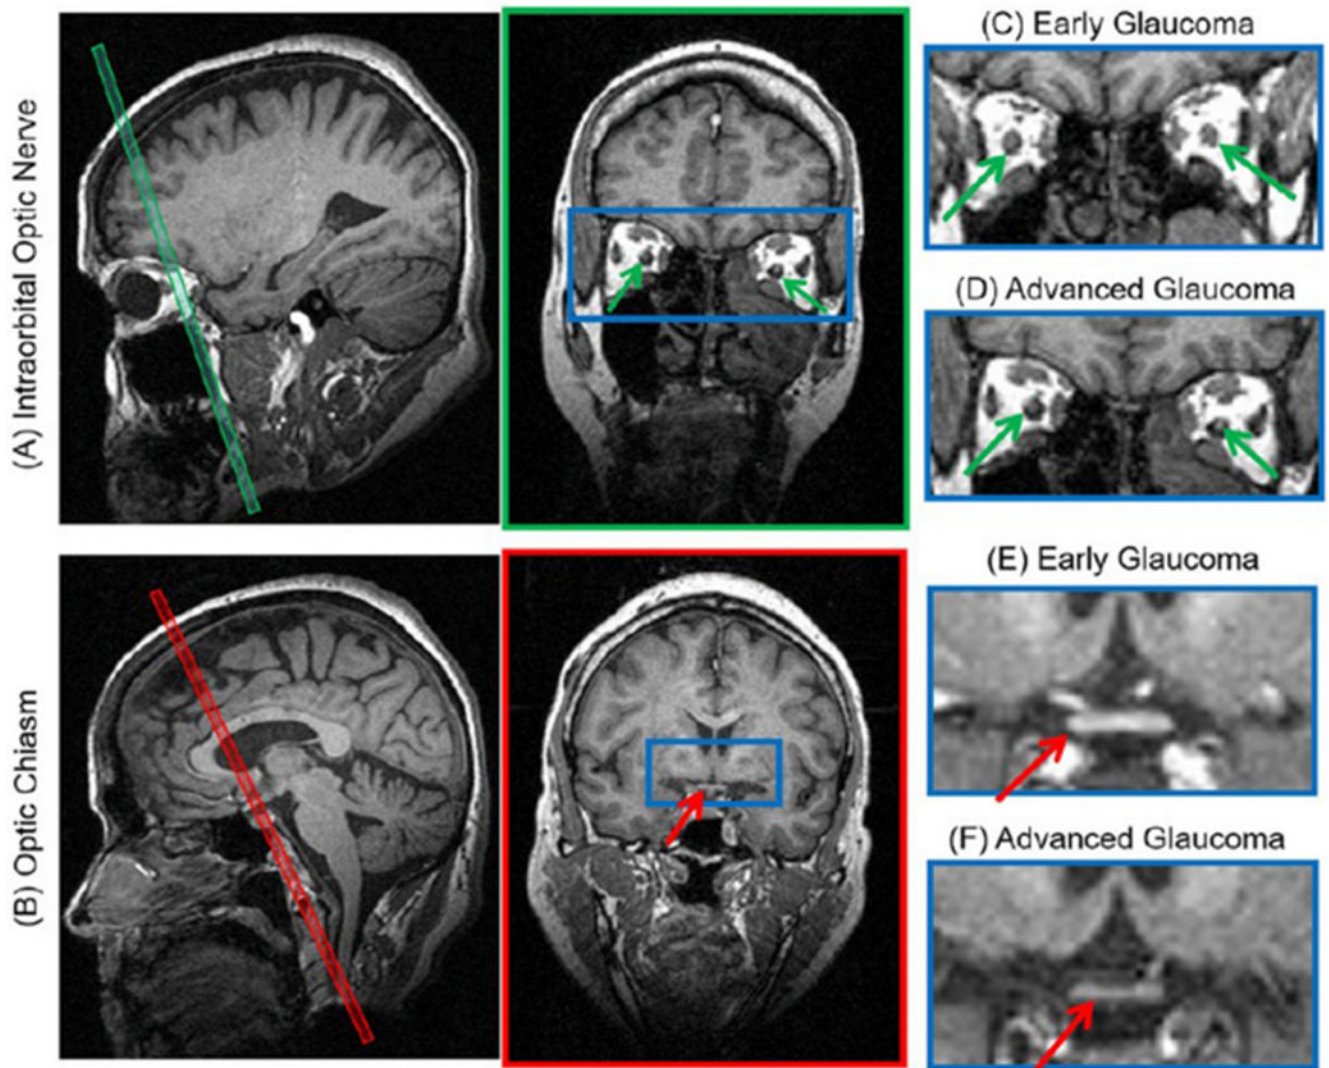 (A) Intraorbital Optic Nerve
(C) Early Glaucoma
(D) Advanced Glaucoma
(B) Optic Chiasm
(E) Early Glaucoma
(F) Advanced Glaucoma